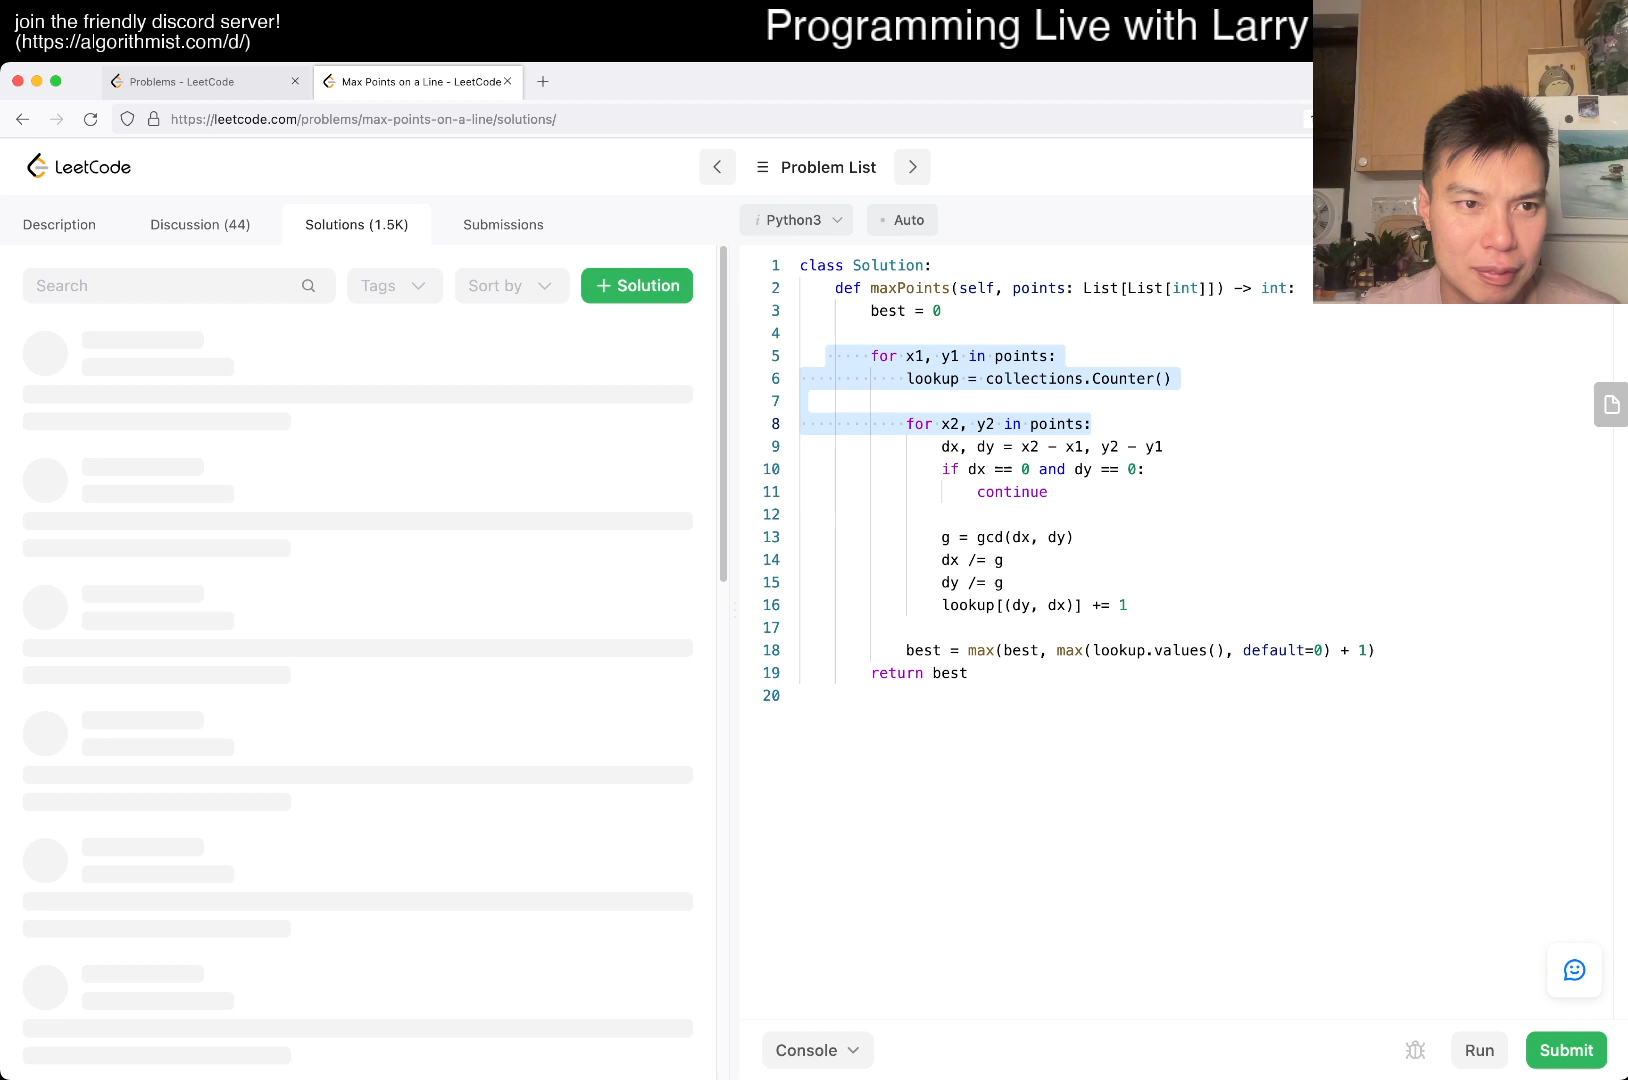 join the friendly discord server!
(https://algorithmist.com/d/)
Programming Live with Larry
Problems - LeetCode
Max Points on a Line - LeetCode
https://leetcode.com/problems/max-points-on-a-line/solutions/
LeetCode
Problem List
Description
Discussion (44)
Solutions (1.5K)
Submissions
Search
Tags
Sort by
+ Solution
i Python3
Auto
1 class Solution:
2 def maxPoints(self, points: List[List[int]]) -> int:
3 best = 0
4
5 for x1, y1 in points:
6 lookup = collections.Counter()
7
8 for x2, y2 in points:
9 dx, dy = x2 - x1, y2 - y1
10 if dx == 0 and dy == 0:
11 continue
12
13 g = gcd(dx, dy)
14 dx /= g
15 dy /= g
16 lookup[(dy, dx)] += 1
17
18 best = max(best, max(lookup.values(), default=0) + 1)
19 return best
20
Console
Run
Submit